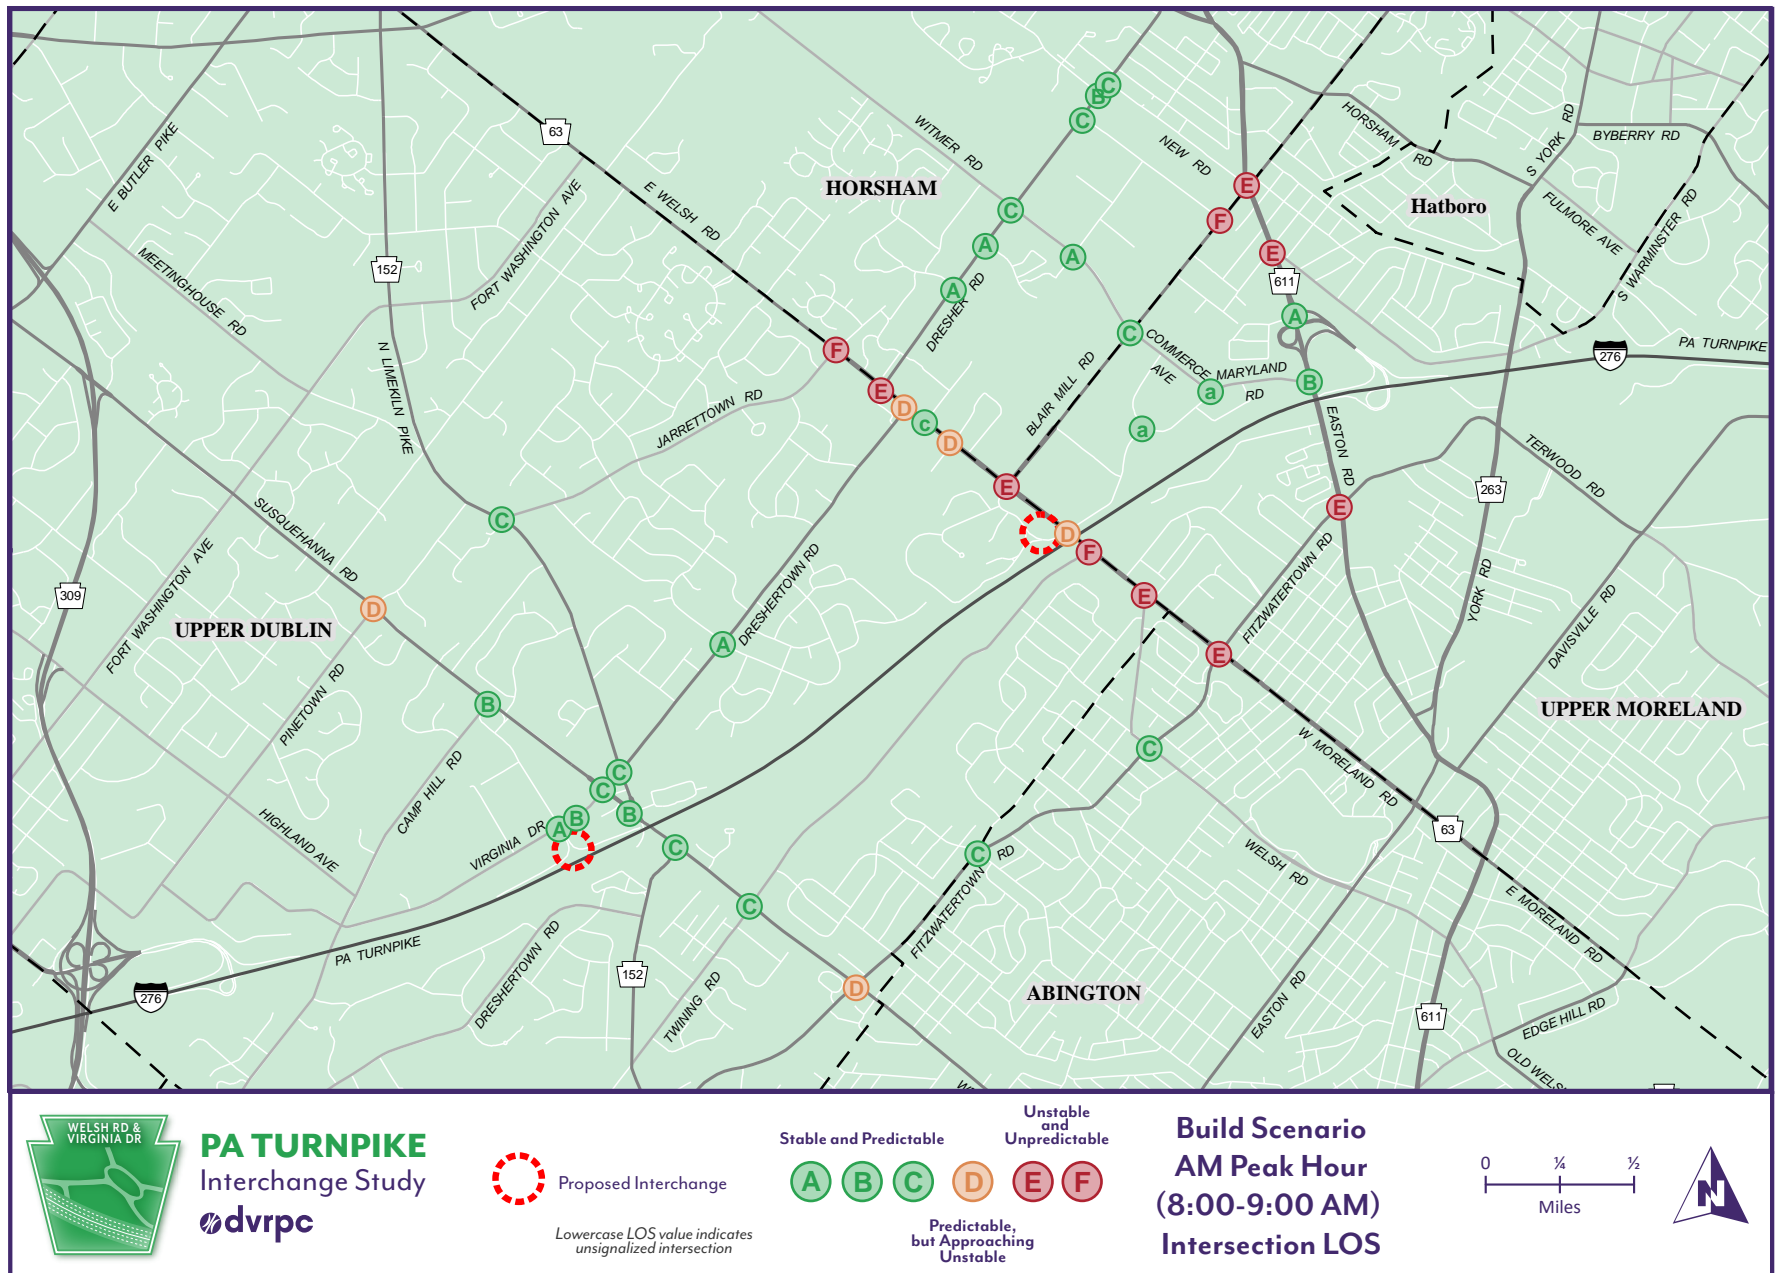 63
HORSHAM
WITMER RD
NEW RD
HORSHAM RD
S YORK RD
BYBERRY RD
Hatboro
FULMORE AVE
S WARMINSTER RD
E BUTLER PIKE
MEETINGHOUSE RD
152
FORT WASHINGTON AVE
E WELSH RD
C
B
C
C
A
A
A
E
F
E
611
A
DRESHER RD
N LIMEKILN PIKE
JARRETTOWN RD
F
E
D
c
D
E
BLAIR MILL RD
C
COMMERCE AVE
MARYLAND RD
a
a
B
276
PA TURNPIKE
EASTON RD
263
TERWOOD RD
E
SUSQUEHANNA RD
C
D
F
E
E
FITZWATERTOWN RD
YORK RD
DAVISVILLE RD
309
FORT WASHINGTON AVE
UPPER DUBLIN
D
PINETOWN RD
B
A
DRESHERTOWN RD
UPPER MORELAND
W MORELAND RD
63
C
CAMP HILL RD
HIGHLAND AVE
VIRGINIA DR
C
C
B
A
B
C
C
C
FITZWATERTOWN RD
WELSH RD
E MORELAND RD
PA TURNPIKE
276
DRESHERTOWN RD
152
TWINING RD
D
ABINGTON
EASTON RD
611
EDGE HILL RD
OLD WELSH
WELSH RD &
VIRGINIA DR
PA TURNPIKE
Interchange Study
dvrpc
Proposed Interchange
Lowercase LOS value indicates
unsignalized intersection
Stable and Predictable
Unstable
and
Unpredictable
A B C D E F
Predictable,
but Approaching
Unstable
Build Scenario
AM Peak Hour
(8:00-9:00 AM)
Intersection LOS
0 ¼ ½
Miles
N